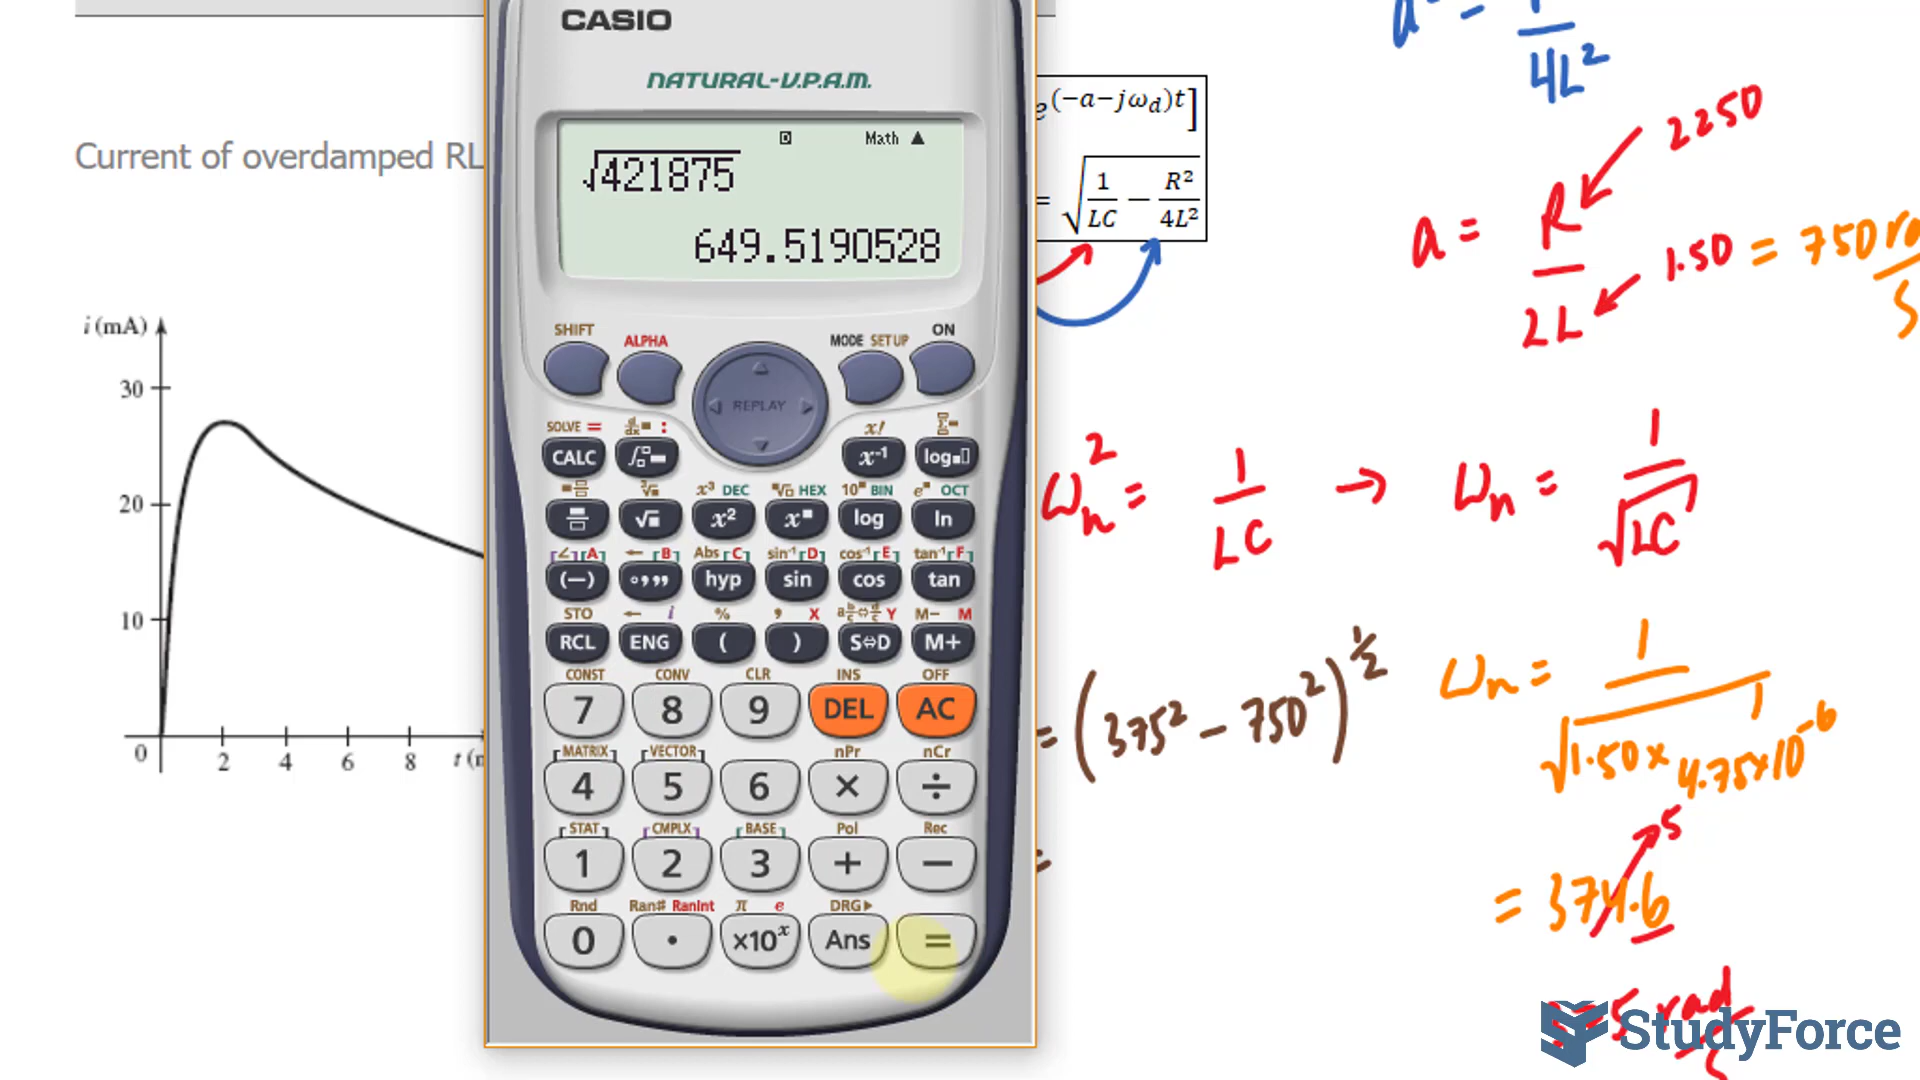 CASIO
NATURAL-V.P.A.M.
D Math ▲
√421875
649.5190528
SHIFT ALPHA MODE SETUP ON
REPLAY
SOLVE = d/dx : x! Σ
CALC ∫ x⁻¹ log
x³ DEC HEX 10 BIN e OCT
√ x² x log ln
∠ A ← B Abs C sin⁻¹ D cos⁻¹ E tan⁻¹ F
(−) °,,, hyp sin cos tan
STO ← i % , X a b/c⇔d/c Y M− M
RCL ENG ( ) S⇔D M+
CONST CONV CLR INS OFF
7 8 9 DEL AC
MATRIX VECTOR nPr nCr
4 5 6 × ÷
STAT CMPLX BASE Pol Rec
1 2 3 + −
Rnd Ran# RanInt π e DRG▶
0 . ×10ˣ Ans =
Current of overdamped RL
i (mA)
30
20
10
0 2 4 6 8
e^(−a−jω_d)t]
= √(1/LC − R²/4L²)
4L²
a = R/2L
2250
1.50 = 750
ω_n² = 1/LC → ω_n = 1/√LC
= (375² − 750²)^½
ω_n = 1/√(1.50 × 4.75×10⁻⁶)
5
= 374.6
5 rad/s
=
StudyForce